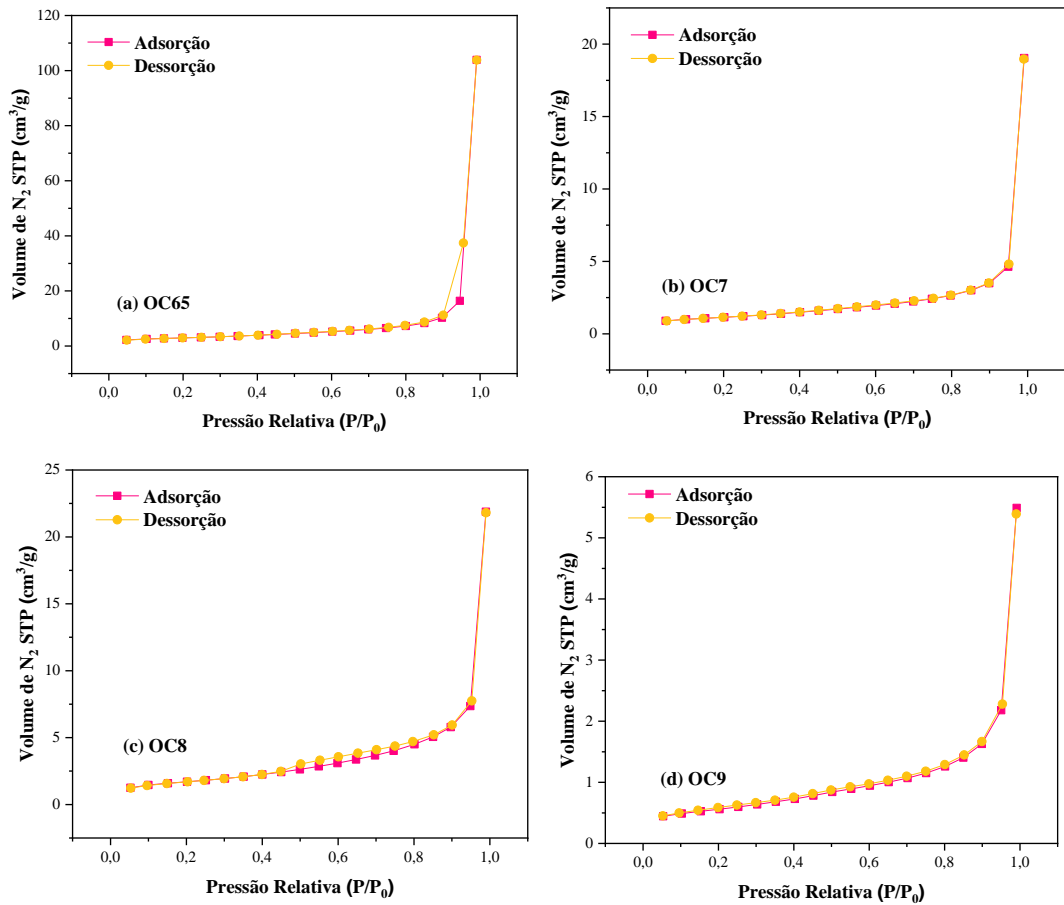 120
100
80
60
40
20
0
Volume de N₂ STP (cm³/g)
Adsorção
Dessorção
(a) OC65
0,0 0,2 0,4 0,6 0,8 1,0
Pressão Relativa (P/P₀)
20
15
10
5
0
Volume de N₂ STP (cm³/g)
Adsorção
Dessorção
(b) OC7
0,0 0,2 0,4 0,6 0,8 1,0
Pressão Relativa (P/P₀)
25
20
15
10
5
0
Volume de N₂ STP (cm³/g)
Adsorção
Dessorção
(c) OC8
0,0 0,2 0,4 0,6 0,8 1,0
Pressão Relativa (P/P₀)
6
5
4
3
2
1
0
Volume de N₂ STP (cm³/g)
Adsorção
Dessorção
(d) OC9
0,0 0,2 0,4 0,6 0,8 1,0
Pressão Relativa (P/P₀)